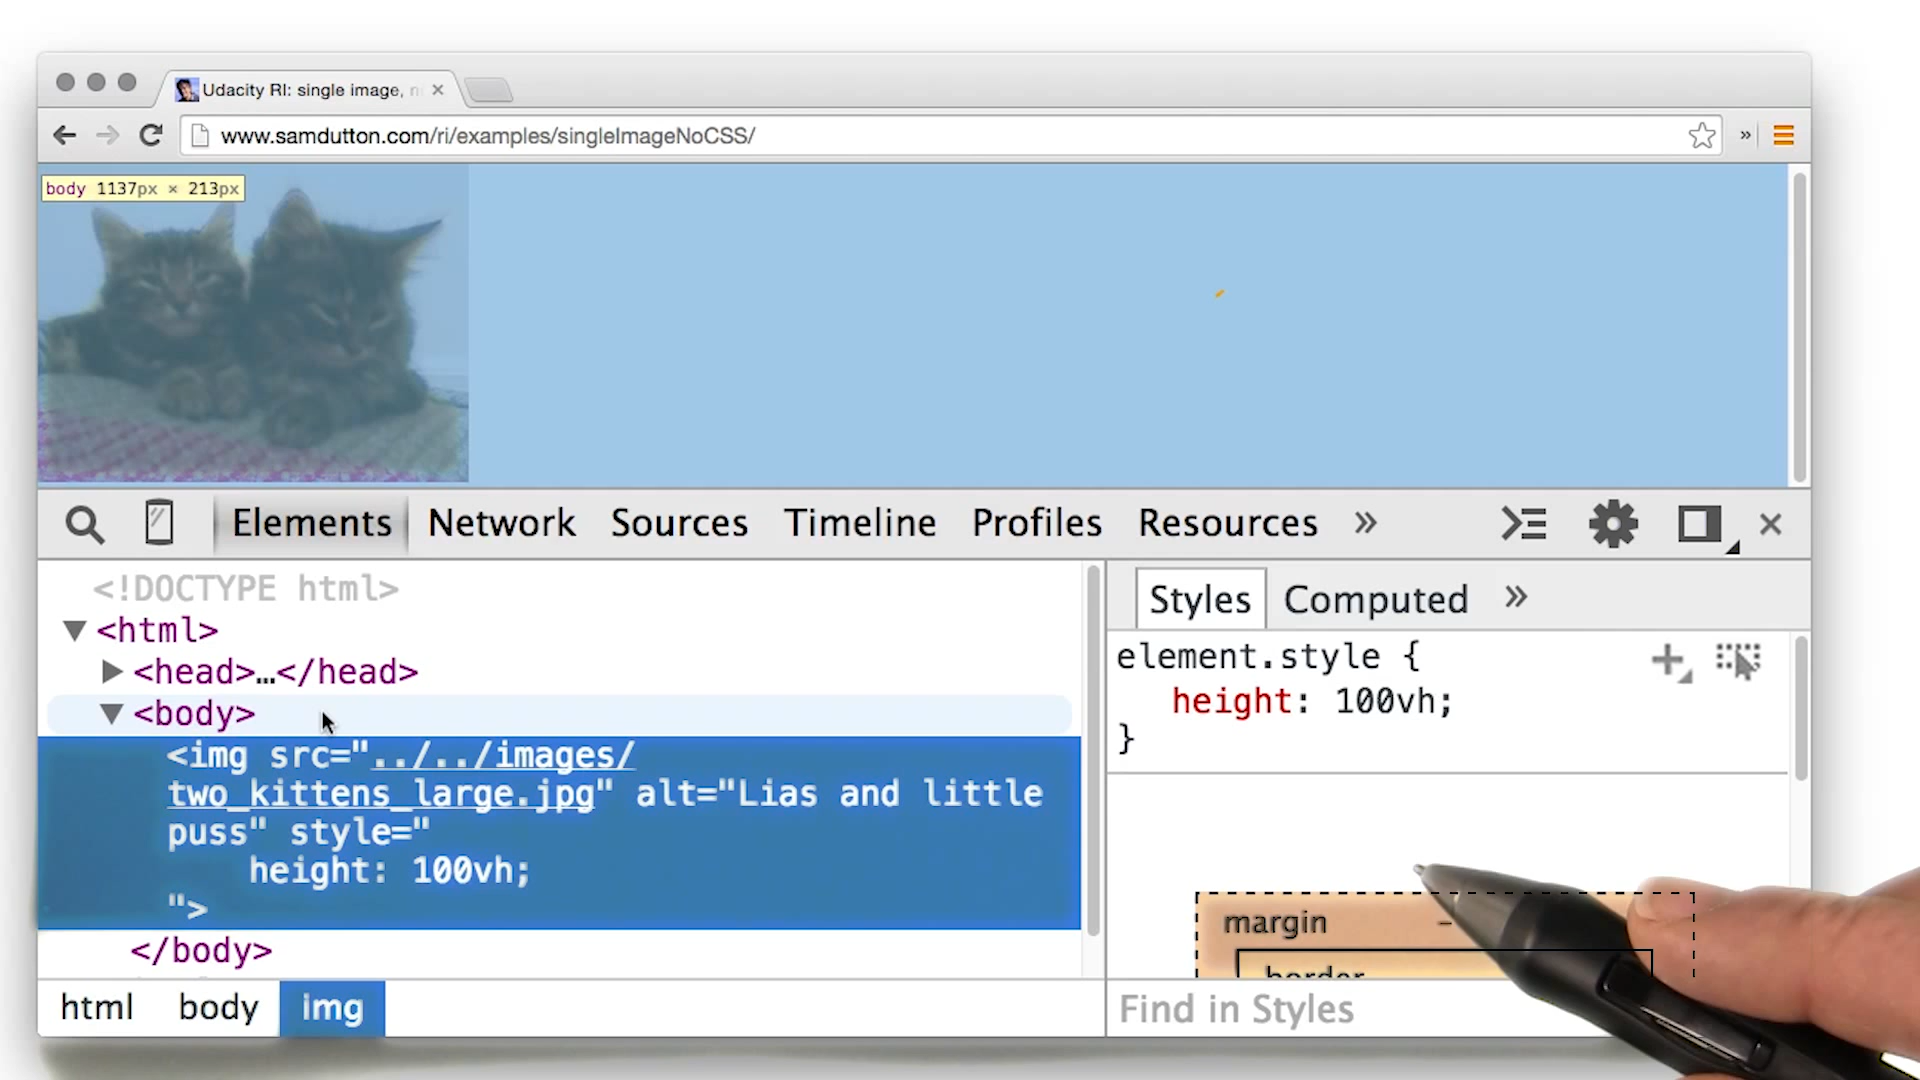 Udacity RI: single image,
www.samdutton.com/ri/examples/singleImageNoCSS/
body 1137px × 213px
Elements Network Sources Timeline Profiles Resources »
<!DOCTYPE html>
<html>
<head>…</head>
<body>
<img src="../../images/
two_kittens_large.jpg" alt="Lias and little
puss" style="
height: 100vh;
">
</body>
html body img
Styles Computed »
element.style {
height: 100vh;
}
margin -
border
Find in Styles